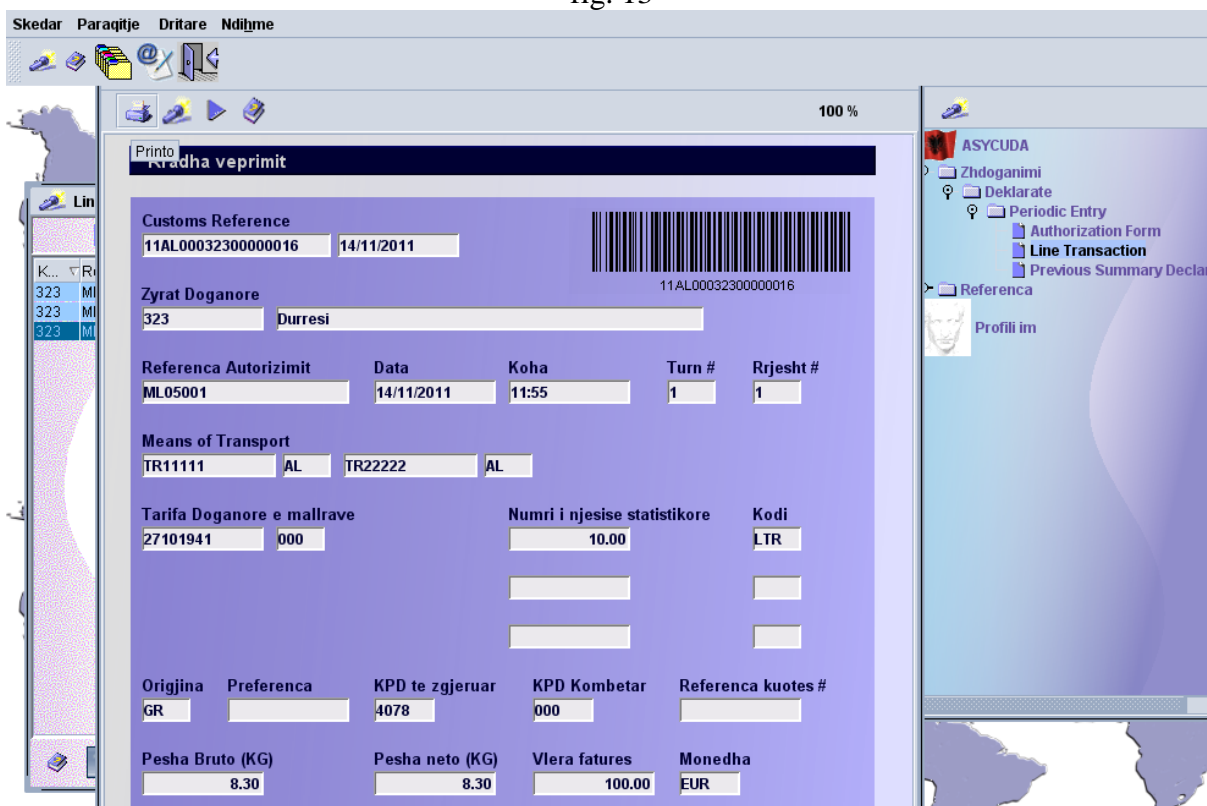 Skedar Paraqitje Dritare Ndihme
100 %
Printo
veprimit
Lin
K...
323 MI
323 MI
323 MI
Customs Reference
11AL00032300000016 14/11/2011
11AL00032300000016
Zyrat Doganore
323 Durresi
Referenca Autorizimit Data Koha Turn # Rrjesht #
ML05001 14/11/2011 11:55 1 1
Means of Transport
TR11111 AL TR22222 AL
Tarifa Doganore e mallrave Numri i njesise statistikore Kodi
27101941 000 10.00 LTR
Origjina Preferenca KPD te zgjeruar KPD Kombetar Referenca kuotes #
GR 4078 000
Pesha Bruto (KG) Pesha neto (KG) Vlera fatures Monedha
8.30 8.30 100.00 EUR
ASYCUDA
Zhdoganimi
Deklarate
Periodic Entry
Authorization Form
Line Transaction
Previous Summary Declar
Referenca
Profili im